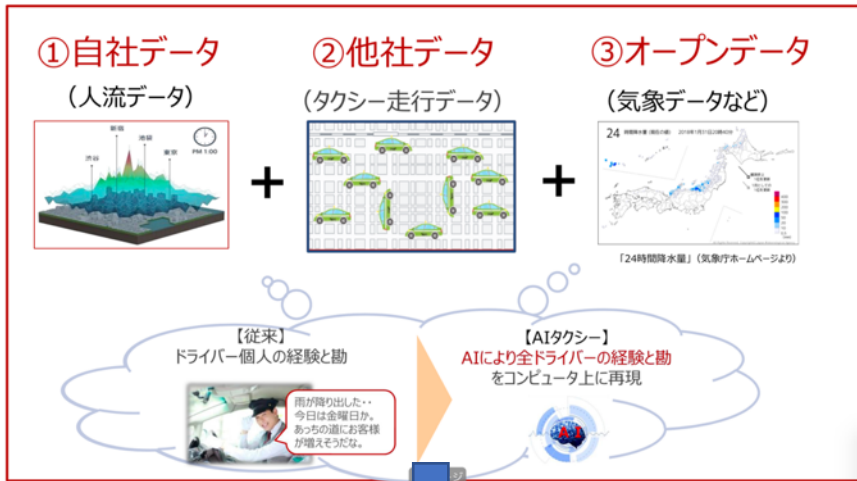 ①自社データ
(人流データ)
新宿
渋谷
池袋
東京
PM 1:00
②他社データ
(タクシー走行データ)
③オープンデータ
(気象データなど)
24
「24時間降水量」(気象庁ホームページより)
+
+
【従来】
ドライバー個人の経験と勘
雨が降り出した・・
今日は金曜日か。
あっちの道にお客様
が増えそうだな。
【AIタクシー】
AIにより全ドライバーの経験と勘
をコンピュータ上に再現
A I